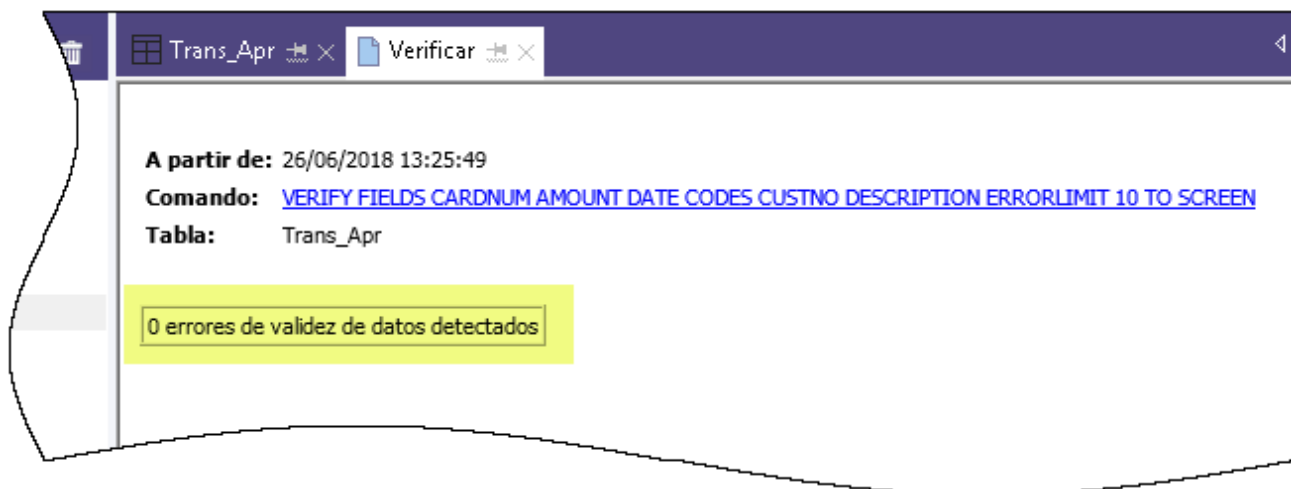 Trans_Apr Verificar
A partir de: 26/06/2018 13:25:49
Comando: VERIFY FIELDS CARDNUM AMOUNT DATE CODES CUSTNO DESCRIPTION ERRORLIMIT 10 TO SCREEN
Tabla: Trans_Apr
0 errores de validez de datos detectados